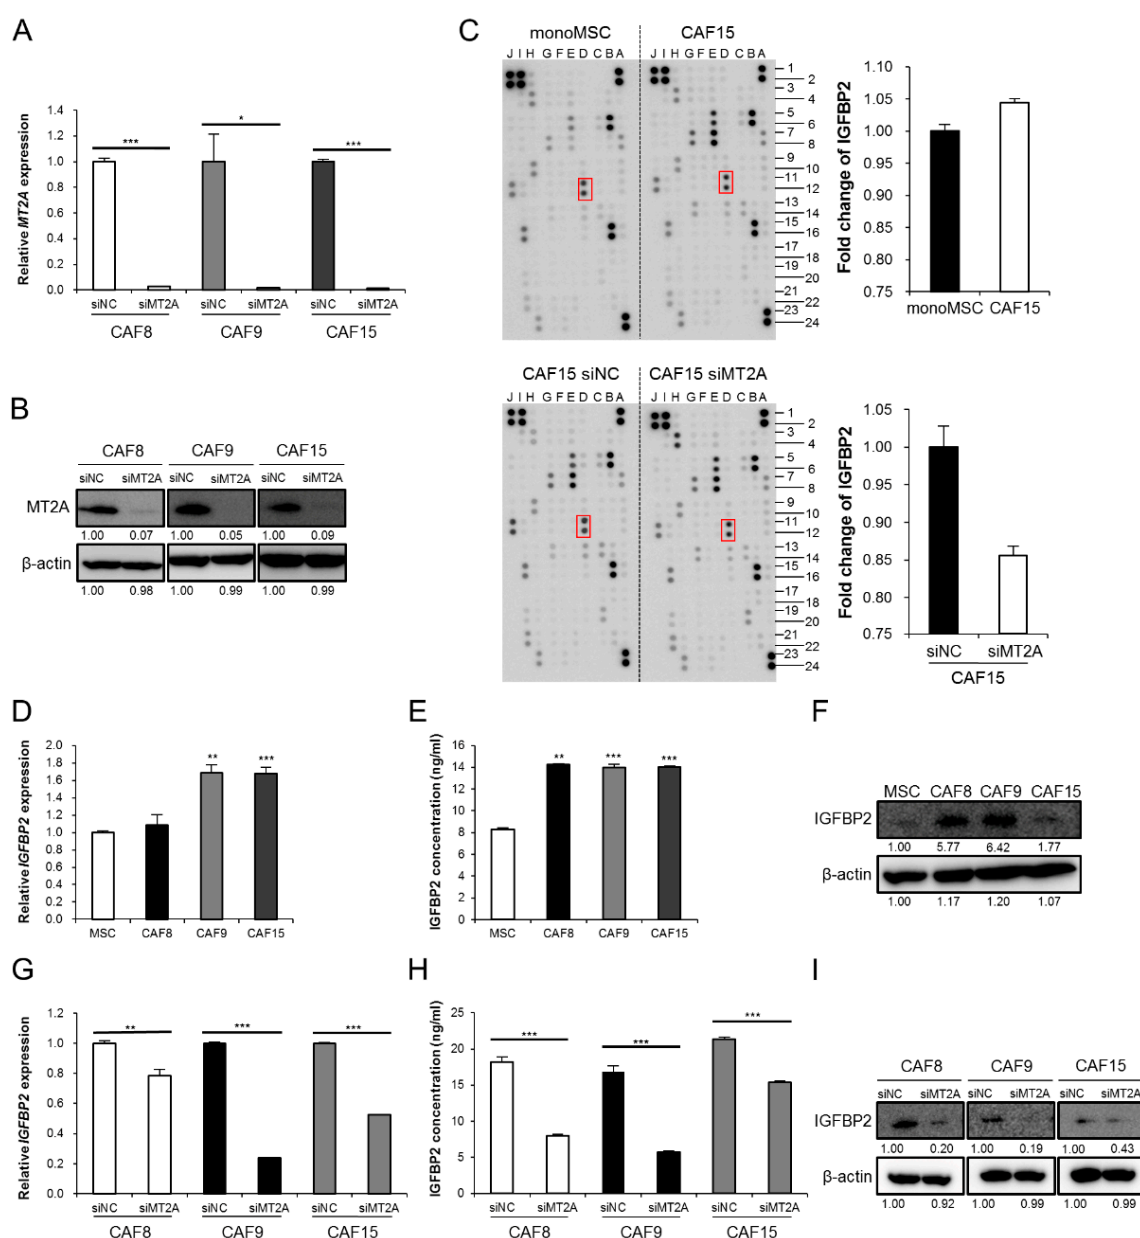 A
Relative MT2A expression
1.4
1.2
1.0
0.8
0.6
0.4
0.2
0.0
*** * ***
siNC siMT2A siNC siMT2A siNC siMT2A
CAF8 CAF9 CAF15
B
CAF8 CAF9 CAF15
siNC siMT2A siNC siMT2A siNC siMT2A
MT2A
1.00 0.07 1.00 0.05 1.00 0.09
β-actin
1.00 0.98 1.00 0.99 1.00 0.99
C
monoMSC CAF15
J I H G F E D C B A J I H G F E D C B A
1
2
3
4
5
6
7
8
9
10
11
12
13
14
15
16
17
18
19
20
21
22
23
24
Fold change of IGFBP2
1.10
1.05
1.00
0.95
0.90
0.85
0.80
0.75
monoMSC CAF15
CAF15 siNC CAF15 siMT2A
J I H G F E D C B A J I H G F E D C B A
1
2
3
4
5
6
7
8
9
10
11
12
13
14
15
16
17
18
19
20
21
22
23
24
Fold change of IGFBP2
1.05
1.00
0.95
0.90
0.85
0.80
0.75
siNC siMT2A
CAF15
D
Relative IGFBP2 expression
2.0
1.8
1.6
1.4
1.2
1.0
0.8
0.6
0.4
0.2
0.0
** ***
MSC CAF8 CAF9 CAF15
E
IGFBP2 concentration (ng/ml)
16
14
12
10
8
6
4
2
0
** *** ***
MSC CAF8 CAF9 CAF15
F
MSC CAF8 CAF9 CAF15
IGFBP2
1.00 5.77 6.42 1.77
β-actin
1.00 1.17 1.20 1.07
G
Relative IGFBP2 expression
1.2
1.0
0.8
0.6
0.4
0.2
0.0
** *** ***
siNC siMT2A siNC siMT2A siNC siMT2A
CAF8 CAF9 CAF15
H
IGFBP2 concentration (ng/ml)
25
20
15
10
5
0
*** *** ***
siNC siMT2A siNC siMT2A siNC siMT2A
CAF8 CAF9 CAF15
I
CAF8 CAF9 CAF15
siNC siMT2A siNC siMT2A siNC siMT2A
IGFBP2
1.00 0.20 1.00 0.19 1.00 0.43
β-actin
1.00 0.92 1.00 0.99 1.00 0.99